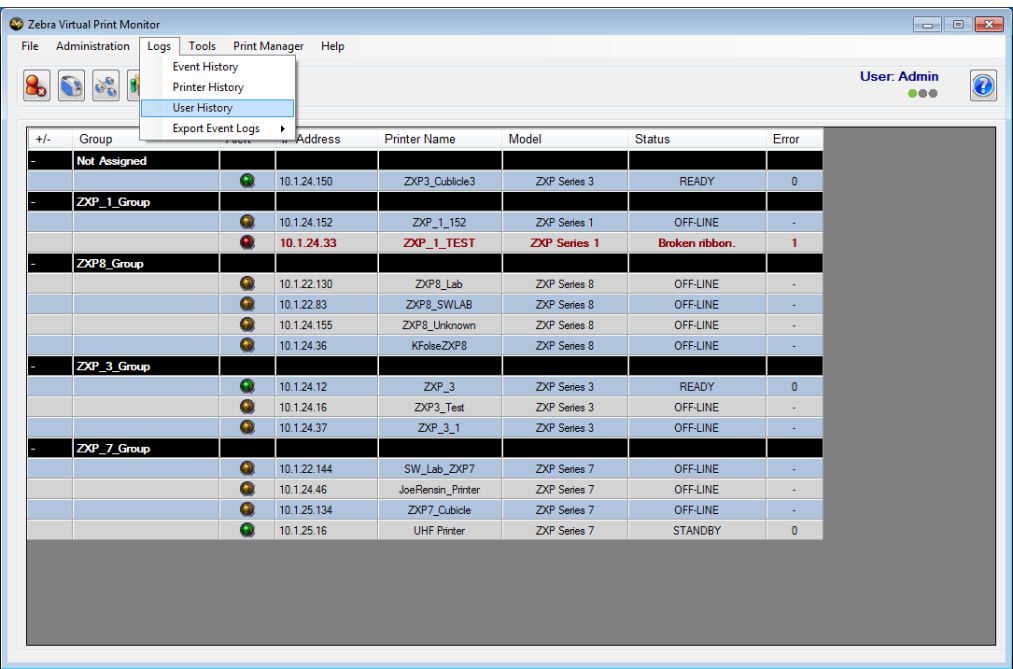 Zebra Virtual Print Monitor
File Administration Logs Tools Print Manager Help
Event History
Printer History
User History
Export Event Logs
User: Admin
+/- Group Address Printer Name Model Status Error
- Not Assigned
10.1.24.150 ZXP3_Cublicle3 ZXP Series 3 READY 0
- ZXP_1_Group
10.1.24.152 ZXP_1_152 ZXP Series 1 OFF-LINE -
10.1.24.33 ZXP_1_TEST ZXP Series 1 Broken ribbon. 1
- ZXP8_Group
10.1.22.130 ZXP8_Lab ZXP Series 8 OFF-LINE -
10.1.22.83 ZXP8_SWLAB ZXP Series 8 OFF-LINE -
10.1.24.155 ZXP8_Unknown ZXP Series 8 OFF-LINE -
10.1.24.36 KFolseZXP8 ZXP Series 8 OFF-LINE -
- ZXP_3_Group
10.1.24.12 ZXP_3 ZXP Series 3 READY 0
10.1.24.16 ZXP3_Test ZXP Series 3 OFF-LINE -
10.1.24.37 ZXP_3_1 ZXP Series 3 OFF-LINE -
- ZXP_7_Group
10.1.22.144 SW_Lab_ZXP7 ZXP Series 7 OFF-LINE -
10.1.24.46 JoeRensin_Printer ZXP Series 7 OFF-LINE -
10.1.25.134 ZXP7_Cubicle ZXP Series 7 OFF-LINE -
10.1.25.16 UHF Printer ZXP Series 7 STANDBY 0